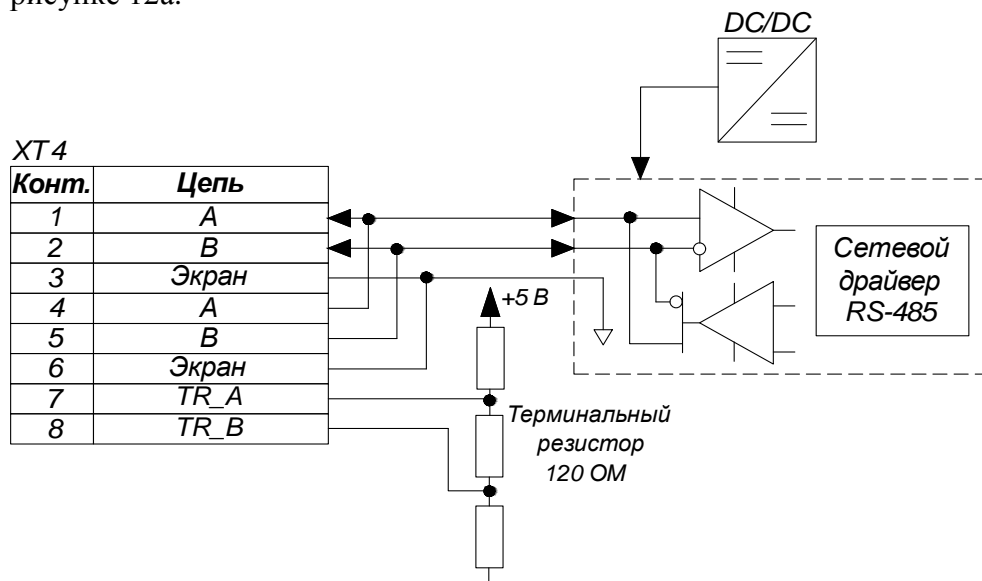 рисунке 12а.
DC/DC
XT4
Конт. Цепь
1 A
2 B
3 Экран
4 A
5 B
6 Экран
7 TR_A
8 TR_B
+5 В
Терминальный
резистор
120 ОМ
Сетевой
драйвер
RS-485